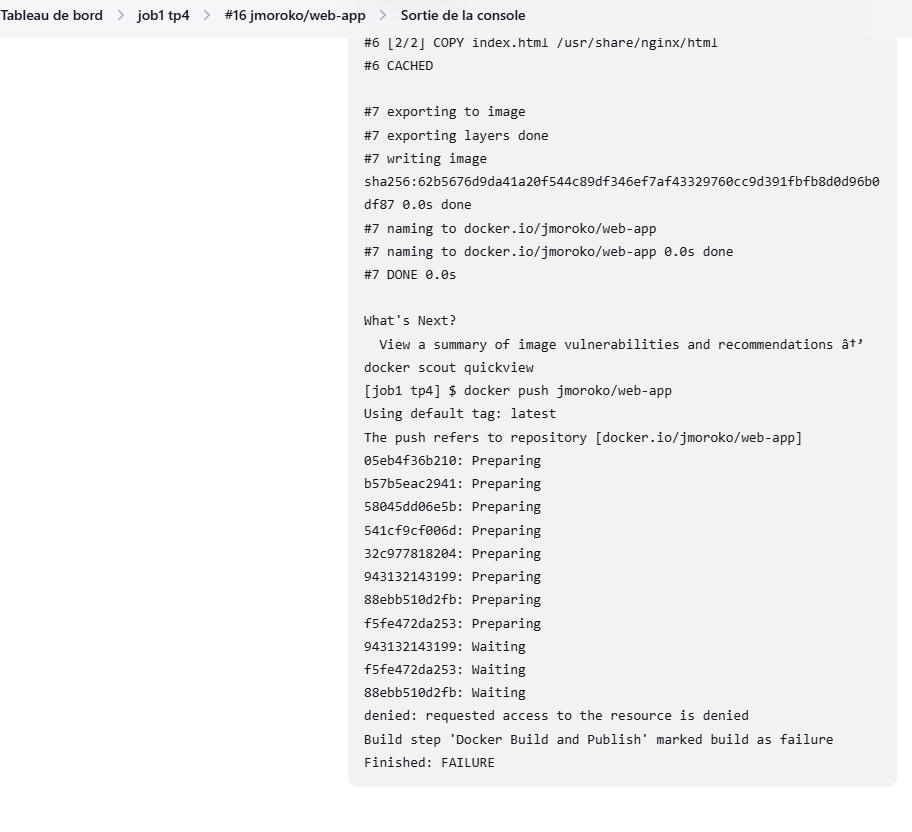 Tableau de bord > job1 tp4 > #16 jmoroko/web-app > Sortie de la console
#6 [2/2] COPY index.html /usr/share/nginx/html
#6 CACHED
#7 exporting to image
#7 exporting layers done
#7 writing image
sha256:62b5676d9da41a20f544c89df346ef7af43329760cc9d391fbfb8d0d96b0
df87 0.0s done
#7 naming to docker.io/jmoroko/web-app
#7 naming to docker.io/jmoroko/web-app 0.0s done
#7 DONE 0.0s
What's Next?
View a summary of image vulnerabilities and recommendations â†’
docker scout quickview
[job1 tp4] $ docker push jmoroko/web-app
Using default tag: latest
The push refers to repository [docker.io/jmoroko/web-app]
05eb4f36b210: Preparing
b57b5eac2941: Preparing
58045dd06e5b: Preparing
541cf9cf006d: Preparing
32c977818204: Preparing
943132143199: Preparing
88ebb510d2fb: Preparing
f5fe472da253: Preparing
943132143199: Waiting
f5fe472da253: Waiting
88ebb510d2fb: Waiting
denied: requested access to the resource is denied
Build step 'Docker Build and Publish' marked build as failure
Finished: FAILURE